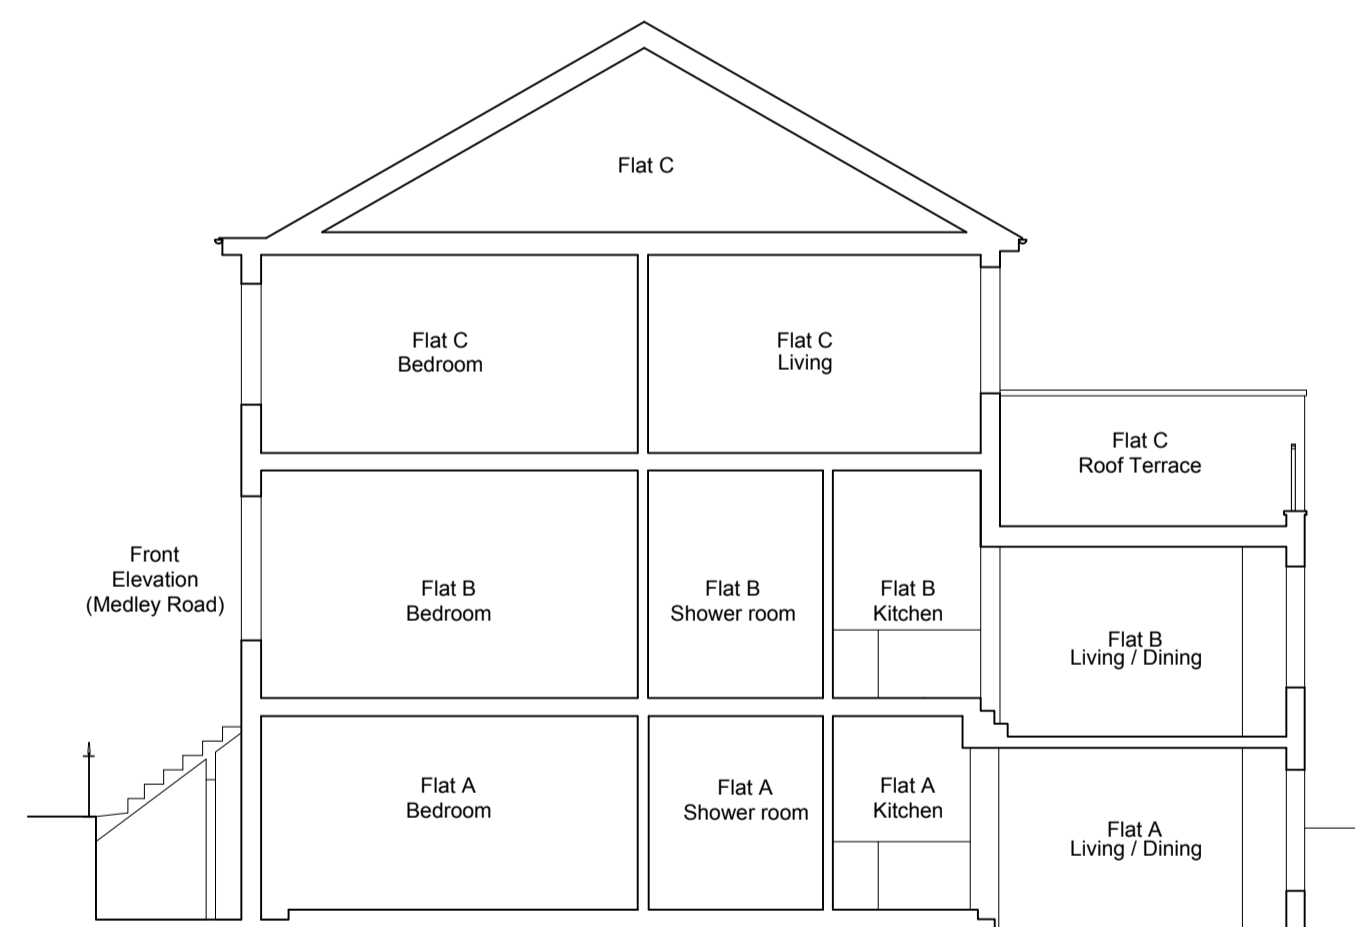 Flat C
Flat C
Bedroom
Flat C
Living
Flat C
Roof Terrace
Front
Elevation
(Medley Road)
Flat B
Bedroom
Flat B
Shower room
Flat B
Kitchen
Flat B
Living / Dining
Flat A
Bedroom
Flat A
Shower room
Flat A
Kitchen
Flat A
Living / Dining